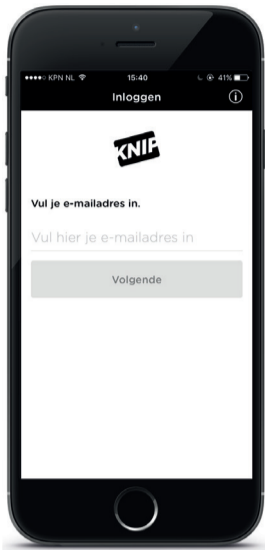 KPN NL
15:40
41%
Inloggen
i
KNIP
Vul je e-mailadres in.
Vul hier je e-mailadres in
Volgende